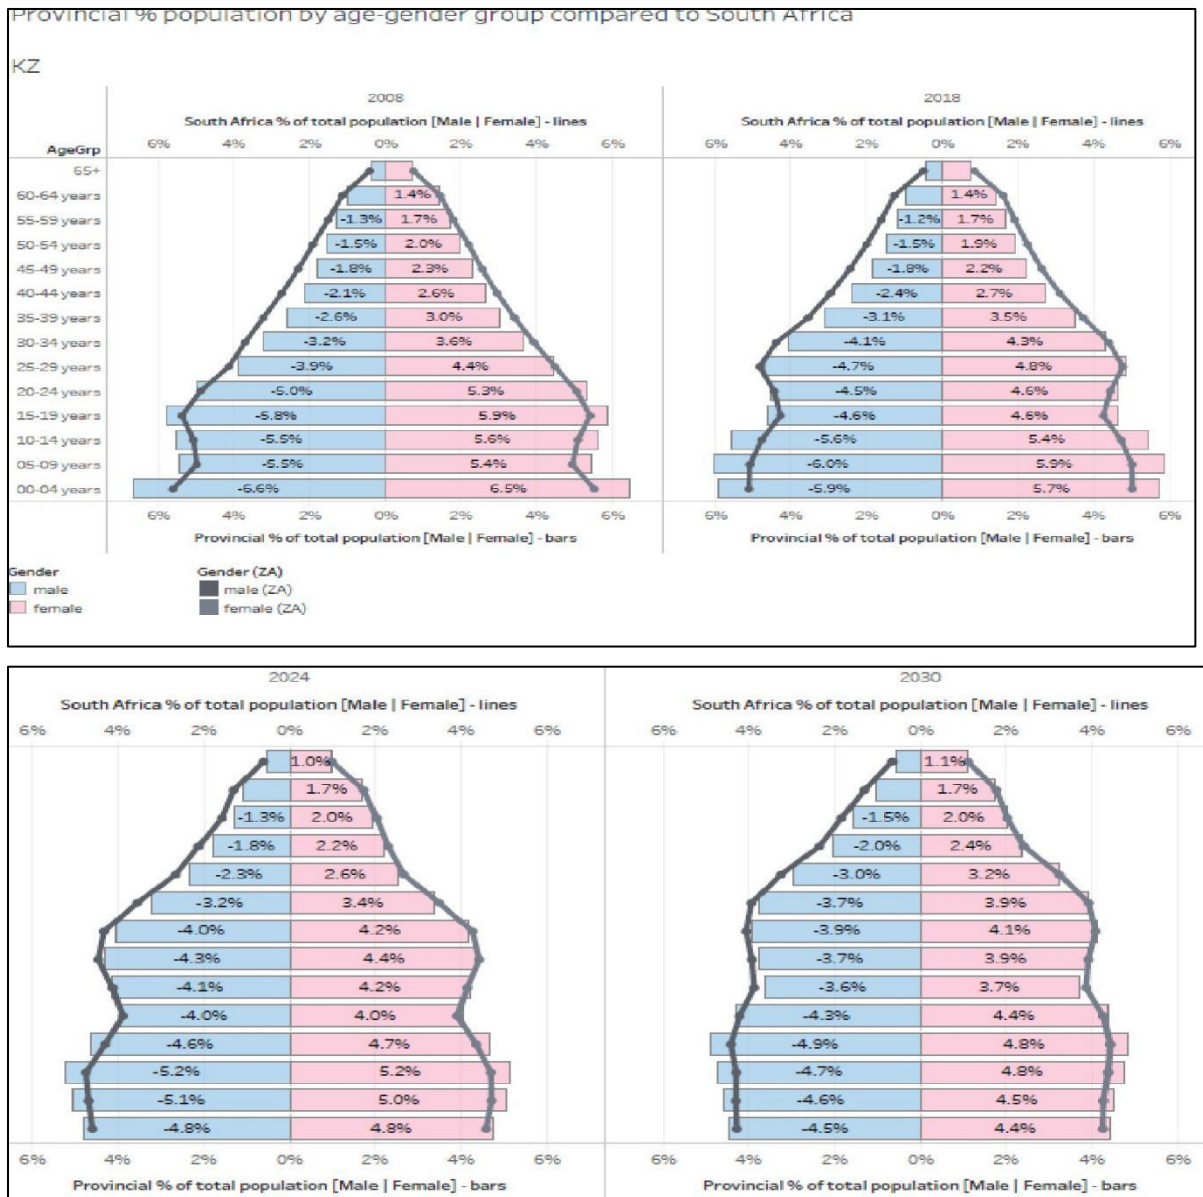 Provincial % population by age-gender group compared to South Africa
KZ
2008 2018
South Africa % of total population [Male | Female] - lines South Africa % of total population [Male | Female] - lines
AgeGrp 6% 4% 2% 0% 2% 4% 6% 6% 4% 2% 0% 2% 4% 6%
65+
60-64 years 1.4% 1.4%
55-59 years -1.3% 1.7% -1.2% 1.7%
50-54 years -1.5% 2.0% -1.5% 1.9%
45-49 years -1.8% 2.3% -1.8% 2.2%
40-44 years -2.1% 2.6% -2.4% 2.7%
35-39 years -2.6% 3.0% -3.1% 3.5%
30-34 years -3.2% 3.6% -4.1% 4.3%
25-29 years -3.9% 4.4% -4.7% 4.8%
20-24 years -5.0% 5.3% -4.5% 4.6%
15-19 years -5.8% 5.9% -4.6% 4.6%
10-14 years -5.5% 5.6% -5.6% 5.4%
05-09 years -5.5% 5.4% -6.0% 5.9%
00-04 years -6.6% 6.5% -5.9% 5.7%
6% 4% 2% 0% 2% 4% 6% 6% 4% 2% 0% 2% 4% 6%
Provincial % of total population [Male | Female] - bars Provincial % of total population [Male | Female] - bars
Gender Gender (ZA)
male male (ZA)
female female (ZA)
2024 2030
South Africa % of total population [Male | Female] - lines South Africa % of total population [Male | Female] - lines
6% 4% 2% 0% 2% 4% 6% 6% 4% 2% 0% 2% 4% 6%
1.0% 1.1%
1.7% 1.7%
-1.3% 2.0% -1.5% 2.0%
-1.8% 2.2% -2.0% 2.4%
-2.3% 2.6% -3.0% 3.2%
-3.2% 3.4% -3.7% 3.9%
-4.0% 4.2% -3.9% 4.1%
-4.3% 4.4% -3.7% 3.9%
-4.1% 4.2% -3.6% 3.7%
-4.0% 4.0% -4.3% 4.4%
-4.6% 4.7% -4.9% 4.8%
-5.2% 5.2% -4.7% 4.8%
-5.1% 5.0% -4.6% 4.5%
-4.8% 4.8% -4.5% 4.4%
6% 4% 2% 0% 2% 4% 6% 6% 4% 2% 0% 2% 4% 6%
Provincial % of total population [Male | Female] - bars Provincial % of total population [Male | Female] - bars